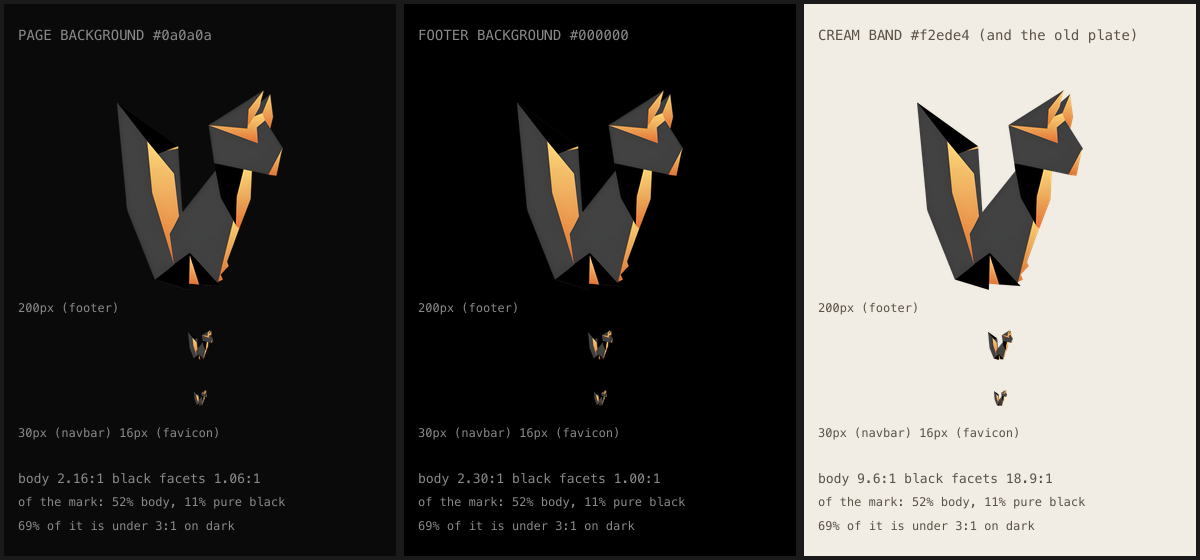 PAGE BACKGROUND #0a0a0a
200px (footer)
30px (navbar) 16px (favicon)
body 2.16:1 black facets 1.06:1
of the mark: 52% body, 11% pure black
69% of it is under 3:1 on dark
FOOTER BACKGROUND #000000
200px (footer)
30px (navbar) 16px (favicon)
body 2.30:1 black facets 1.00:1
of the mark: 52% body, 11% pure black
69% of it is under 3:1 on dark
CREAM BAND #f2ede4 (and the old plate)
200px (footer)
30px (navbar) 16px (favicon)
body 9.6:1 black facets 18.9:1
of the mark: 52% body, 11% pure black
69% of it is under 3:1 on dark